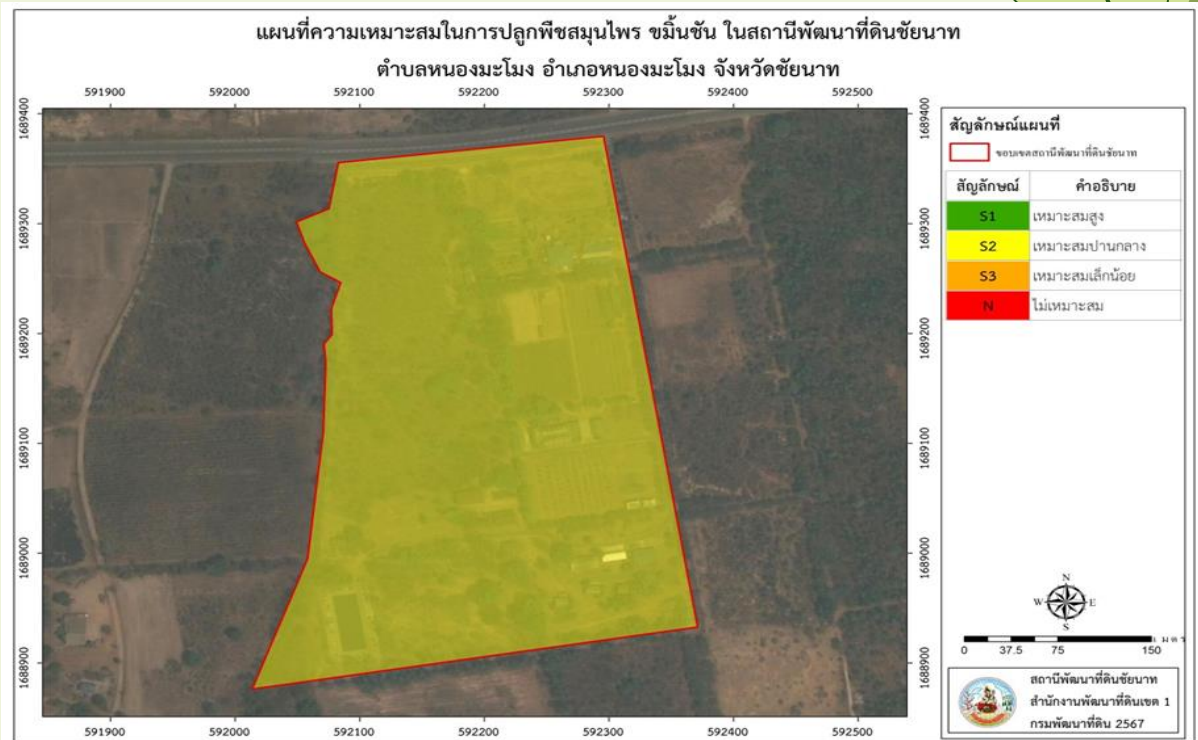 แผนที่ความเหมาะสมในการปลูกพืชสมุนไพร ขมิ้นชัน ในสถานีพัฒนาที่ดินชัยนาท
ตำบลหนองมะโมง อำเภอหนองมะโมง จังหวัดชัยนาท
591900 592000 592100 592200 592300 592400 592500
1689400 1689400
1689300 1689300
1689200 1689200
1689100 1689100
1689000 1689000
1688900 1688900
591900 592000 592100 592200 592300 592400 592500
สัญลักษณ์แผนที่
ขอบเขตสถานีพัฒนาที่ดินชัยนาท
สัญลักษณ์ คำอธิบาย
S1 เหมาะสมสูง
S2 เหมาะสมปานกลาง
S3 เหมาะสมเล็กน้อย
N ไม่เหมาะสม
N
W E
S
เมตร
0 37.5 75 150
สถานีพัฒนาที่ดินชัยนาท
สำนักงานพัฒนาที่ดินเขต 1
กรมพัฒนาที่ดิน 2567